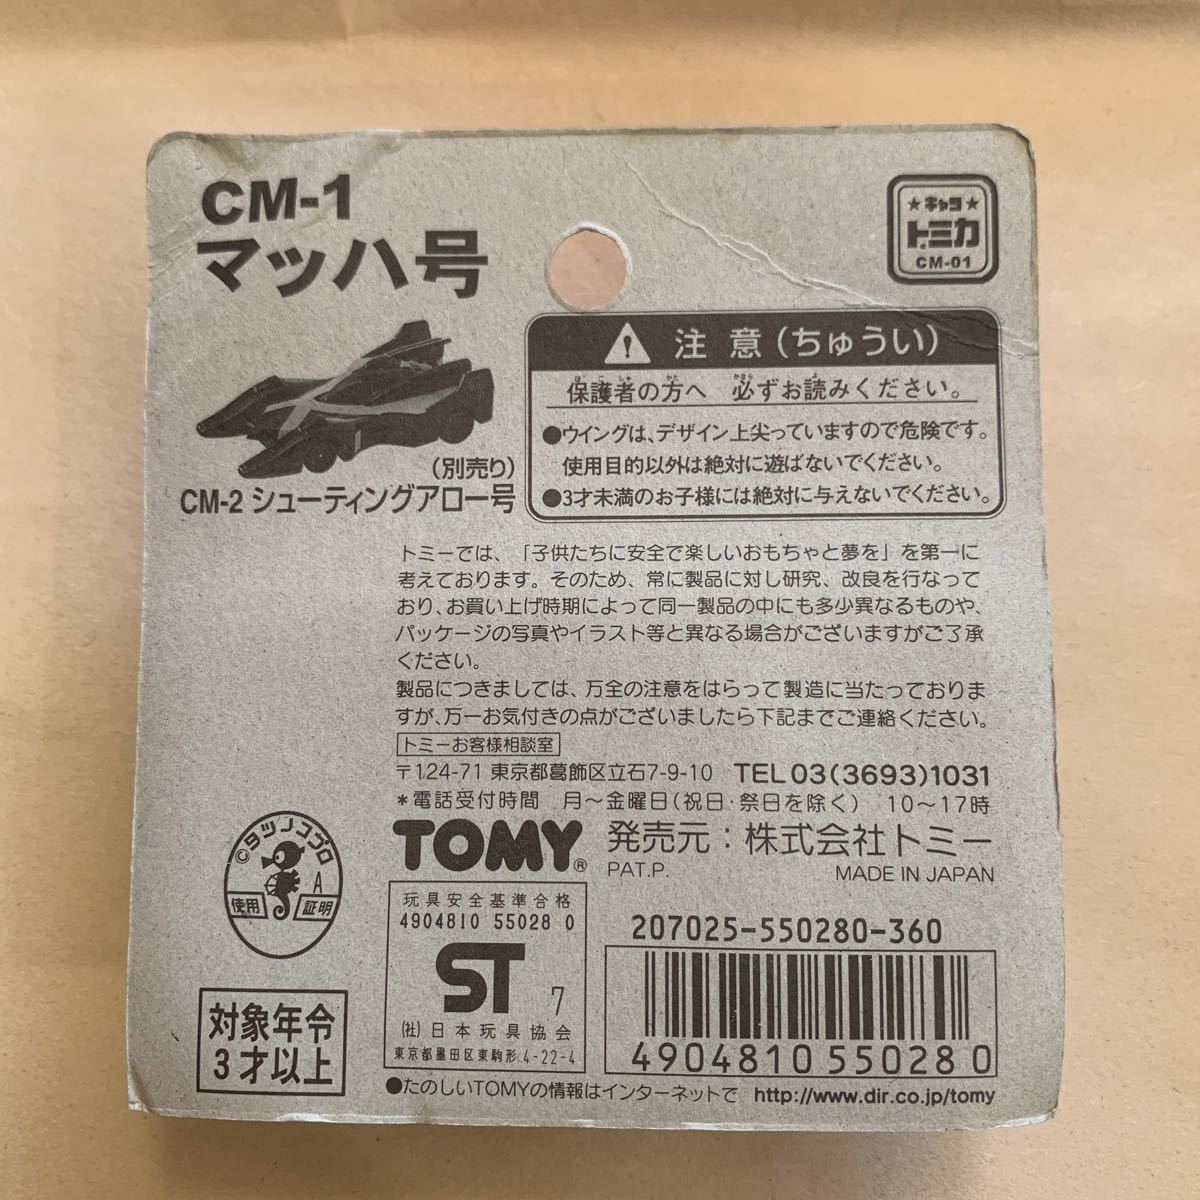 CM-1
マッハ号
★キャラ★
トミカ
CM-01
(別売り)
CM-2 シューティングアロー号
注 意(ちゅうい)
保護者の方へ 必ずお読みください。
●ウイングは、デザイン上尖っていますので危険です。
使用目的以外は絶対に遊ばないでください。
●3才未満のお子様には絶対に与えないでください。
トミーでは、「子供たちに安全で楽しいおもちゃと夢を」を第一に
考えております。そのため、常に製品に対し研究、改良を行なって
おり、お買い上げ時期によって同一製品の中にも多少異なるものや、
パッケージの写真やイラスト等と異なる場合がございますがご了承
ください。
製品につきましては、万全の注意をはらって製造に当たっておりま
すが、万一お気付きの点がございましたら下記までご連絡ください。
トミーお客様相談室
〒124-71 東京都葛飾区立石7-9-10 TEL 03(3693)1031
*電話受付時間 月〜金曜日(祝日・祭日を除く) 10〜17時
TOMY® 発売元:株式会社トミー
PAT.P. MADE IN JAPAN
©タツノコプロ
A
使用 証明
玩具安全基準合格
4904810 55028 0
ST 7
(社)日本玩具協会
東京都墨田区東駒形4-22-4
207025-550280-360
4904810550280
対象年令
3才以上
●たのしいTOMYの情報はインターネットで http://www.dir.co.jp/tomy